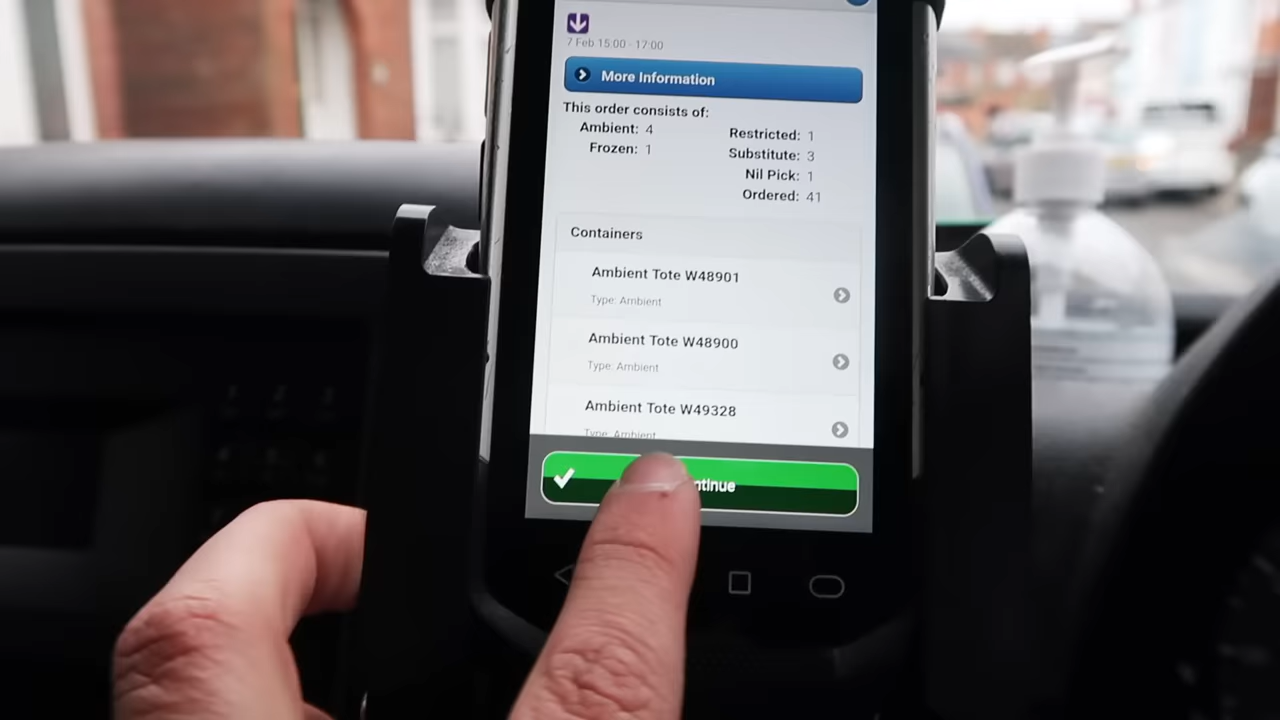 7 Feb 15:00 - 17:00
More Information
This order consists of:
Ambient: 4
Frozen: 1
Restricted: 1
Substitute: 3
Nil Pick: 1
Ordered: 41
Containers
Ambient Tote W48901
Type: Ambient
Ambient Tote W48900
Type: Ambient
Ambient Tote W49328
Type: Ambient
ntinue